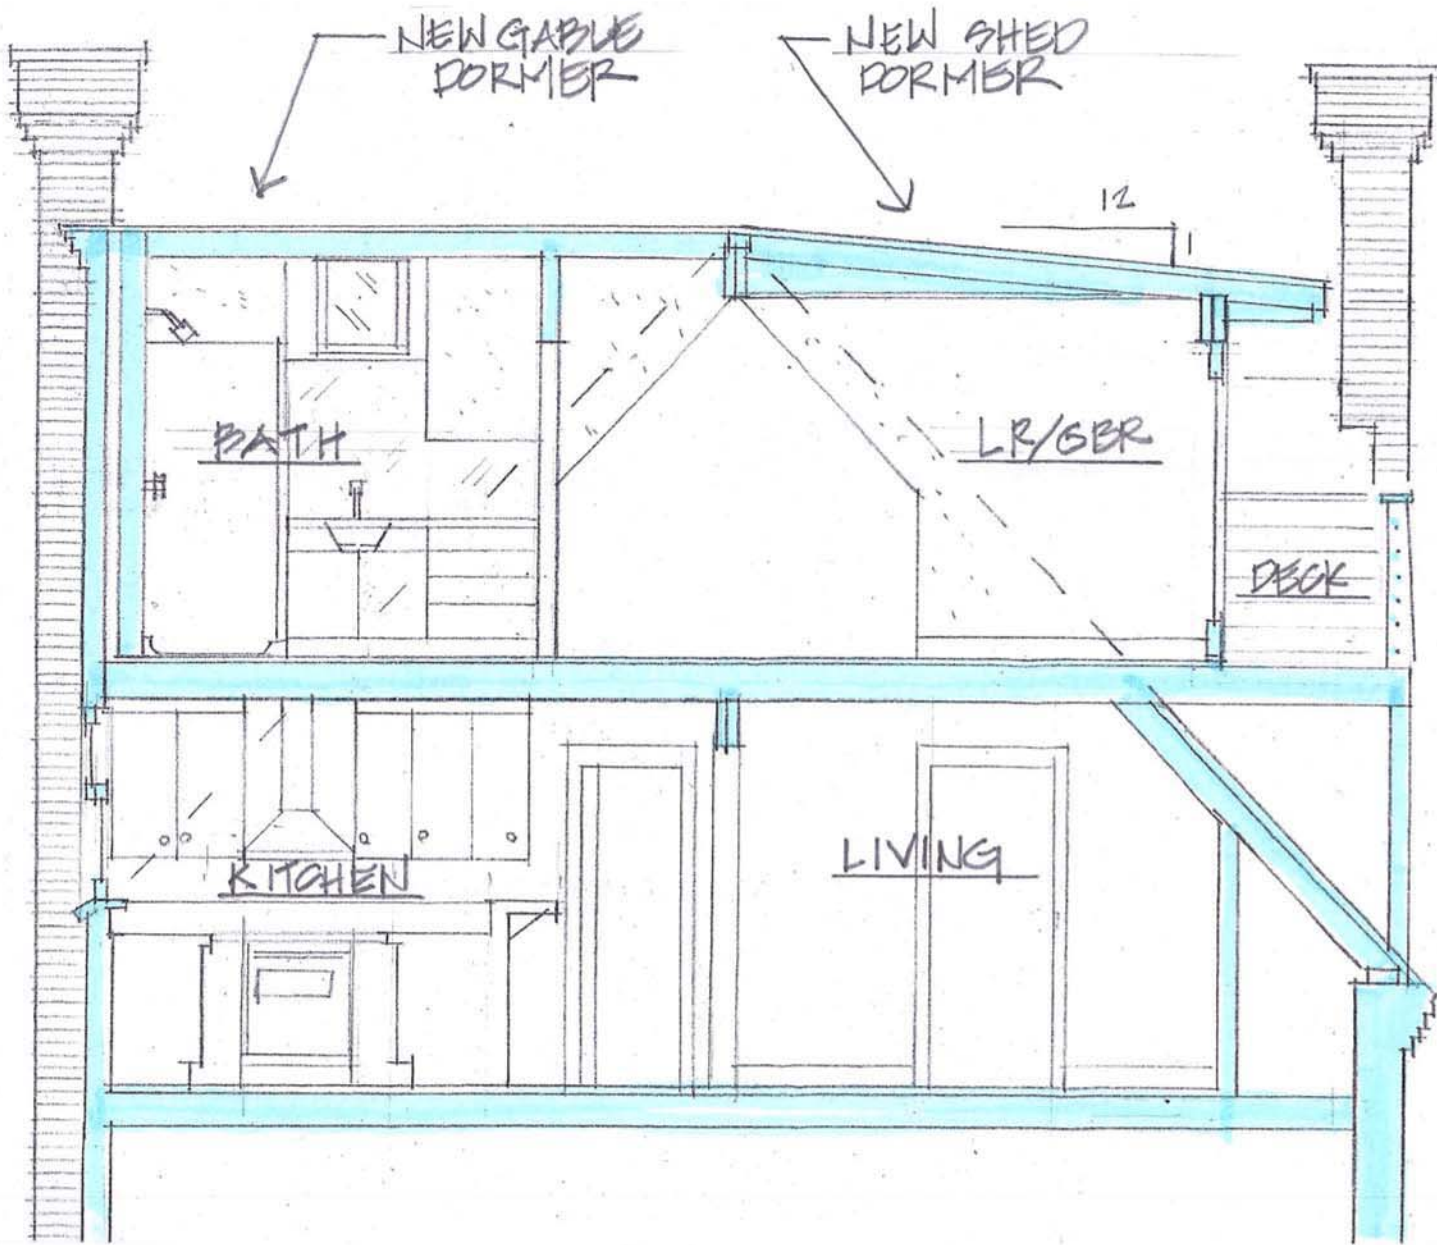 NEW GABLE
DORMER
NEW SHED
DORMER
12
1
BATH
LR/GBR
DECK
KITCHEN
LIVING